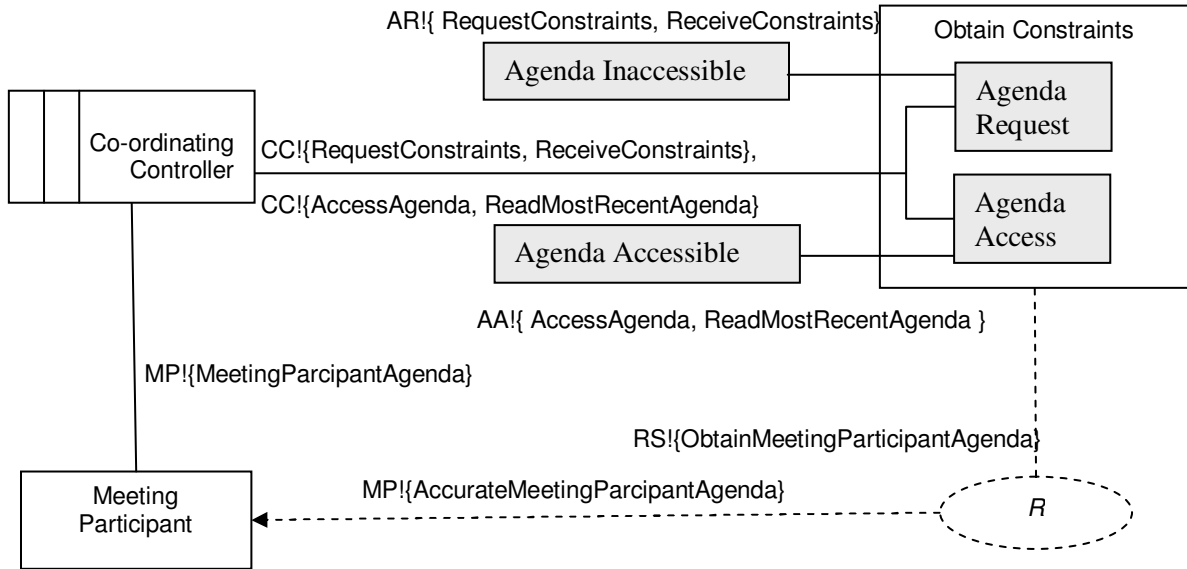 AR!{ RequestConstraints, ReceiveConstraints}
Obtain Constraints
Agenda Inaccessible
Agenda
Request
Co-ordinating
Controller
CC!{RequestConstraints, ReceiveConstraints},
CC!{AccessAgenda, ReadMostRecentAgenda}
Agenda
Access
Agenda Accessible
AA!{ AccessAgenda, ReadMostRecentAgenda }
MP!{MeetingParcipantAgenda}
RS!{ObtainMeetingParticipantAgenda}
Meeting
Participant
MP!{AccurateMeetingParcipantAgenda}
R